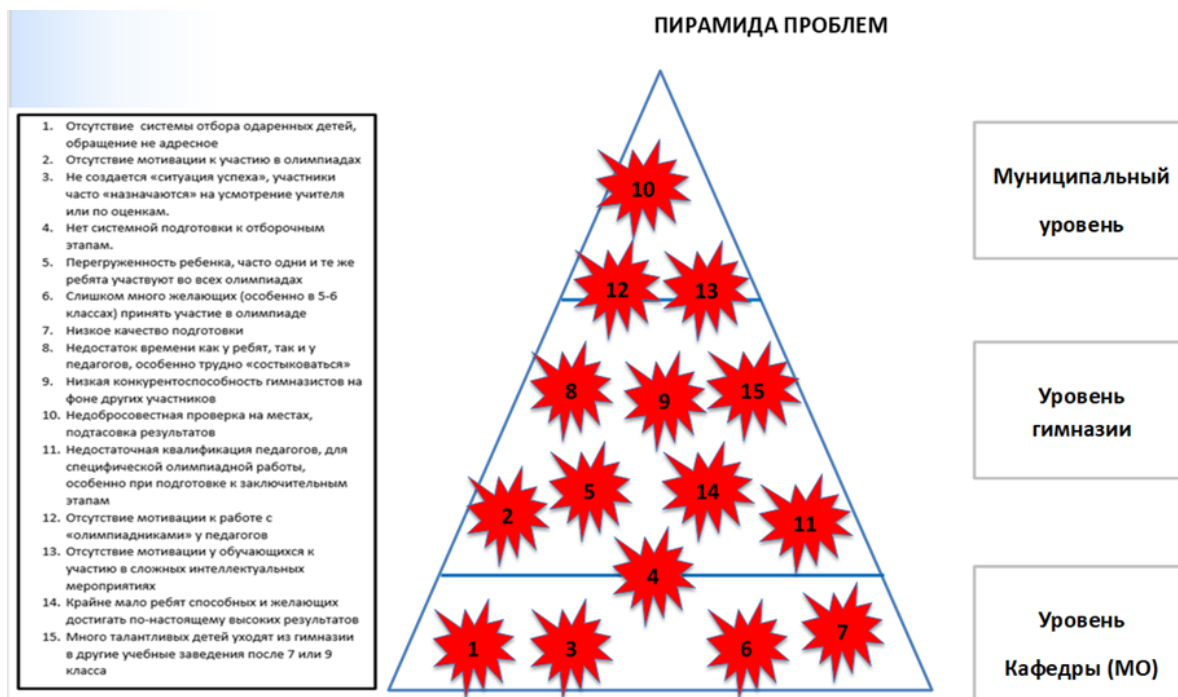 ПИРАМИДА ПРОБЛЕМ
1. Отсутствие системы отбора одаренных детей,
обращение не адресное
2. Отсутствие мотивации к участию в олимпиадах
3. Не создается «ситуация успеха», участники
часто «назначаются» на усмотрение учителя
или по оценкам.
4. Нет системной подготовки к отборочным
этапам.
5. Перегруженность ребенка, часто одни и те же
ребята участвуют во всех олимпиадах
6. Слишком много желающих (особенно в 5-6
классах) принять участие в олимпиаде
7. Низкое качество подготовки
8. Недостаток времени как у ребят, так и у
педагогов, особенно трудно «состыковаться»
9. Низкая конкурентоспособность гимназистов на
фоне других участников
10. Недобросовестная проверка на местах,
подтасовка результатов
11. Недостаточная квалификация педагогов, для
специфической олимпиадной работы,
особенно при подготовке к заключительным
этапам
12. Отсутствие мотивации к работе с
«олимпиадниками» у педагогов
13. Отсутствие мотивации у обучающихся к
участию в сложных интеллектуальных
мероприятиях
14. Крайне мало ребят способных и желающих
достигать по-настоящему высоких результатов
15. Много талантливых детей уходят из гимназии
в другие учебные заведения после 7 или 9
класса
10
12 13
8 9 15
5 14
2 11
4
1 3 6 7
Муниципальный
уровень
Уровень
гимназии
Уровень
Кафедры (МО)